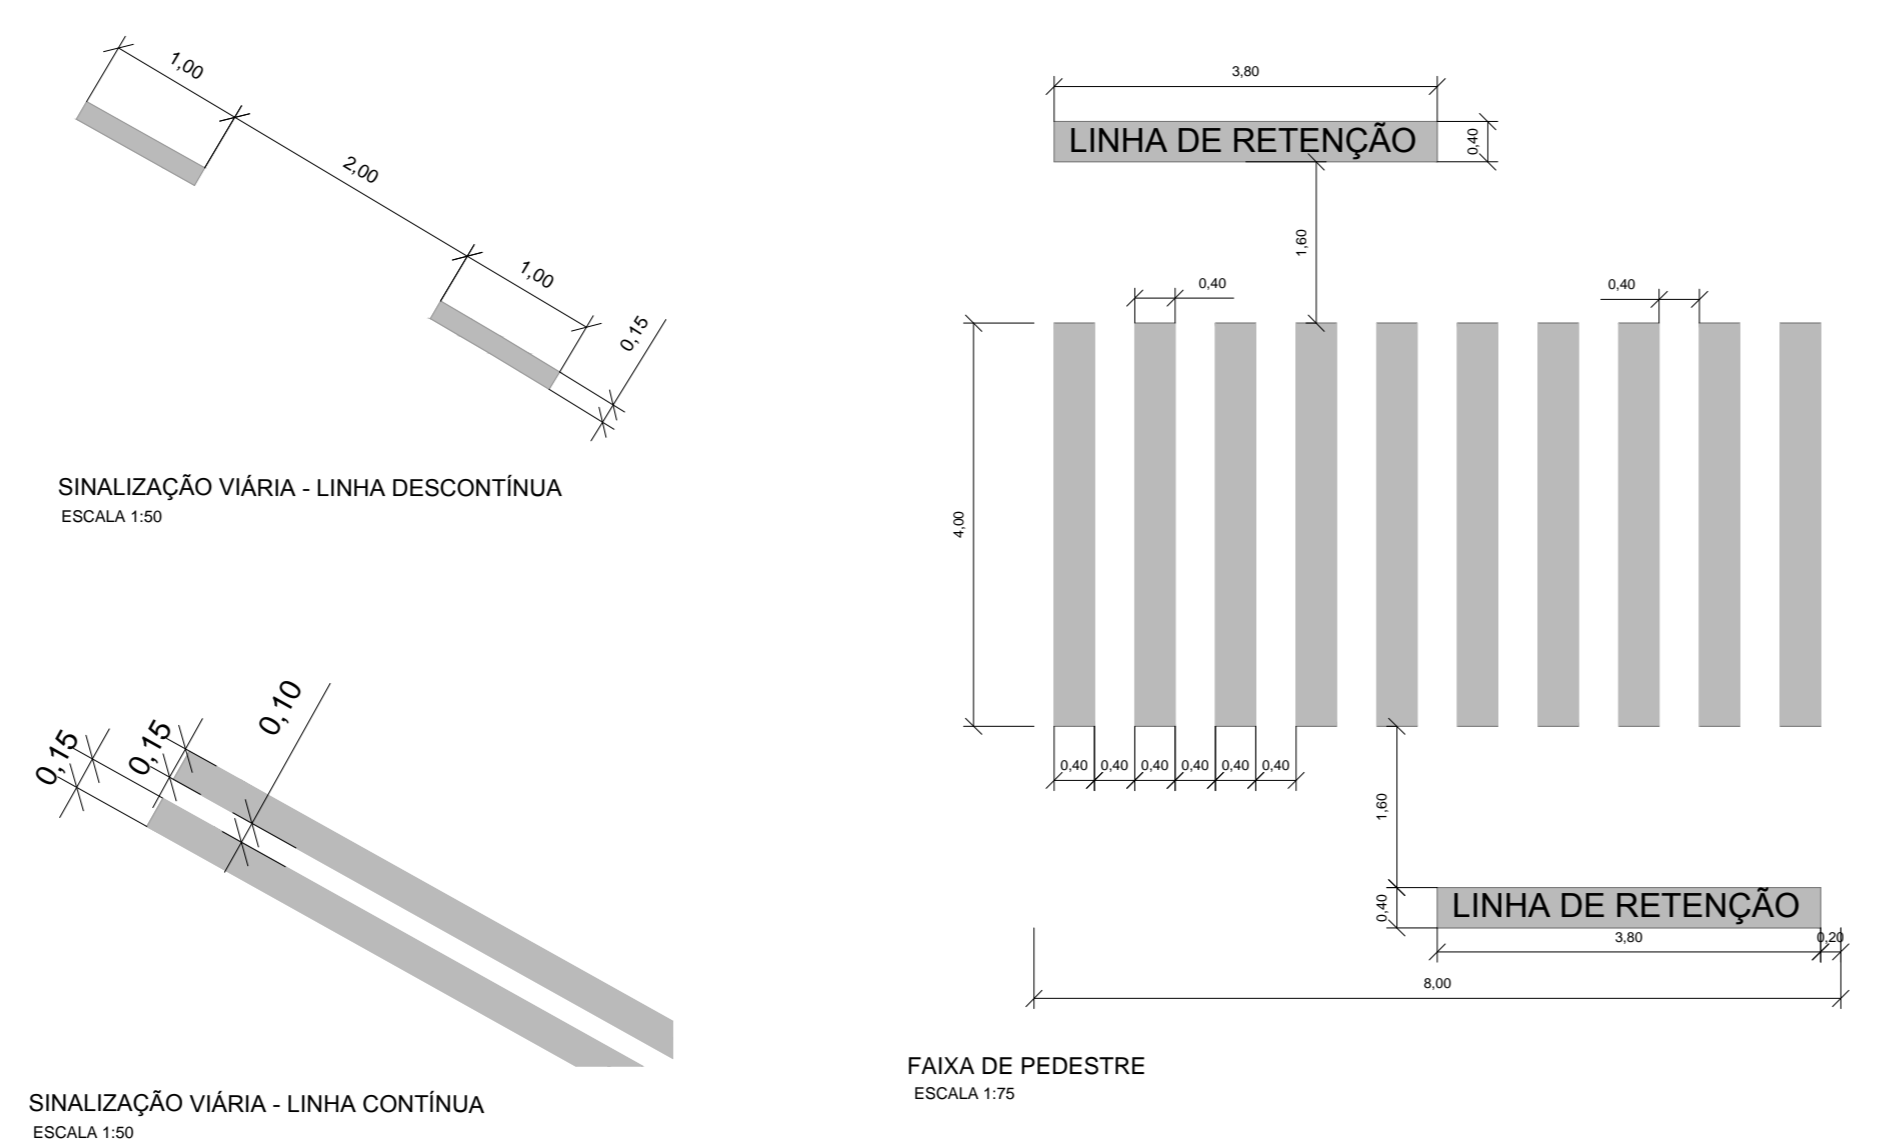 1,00
2,00
1,00
0,15
SINALIZAÇÃO VIÁRIA - LINHA DESCONTÍNUA
ESCALA 1:50
0,15
0,15
0,10
SINALIZAÇÃO VIÁRIA - LINHA CONTÍNUA
ESCALA 1:50
3,80
LINHA DE RETENÇÃO
0,40
1,60
0,40
0,40
4,00
0,40 0,40 0,40 0,40 0,40 0,40
1,60
0,40
LINHA DE RETENÇÃO
3,80
0,20
8,00
FAIXA DE PEDESTRE
ESCALA 1:75